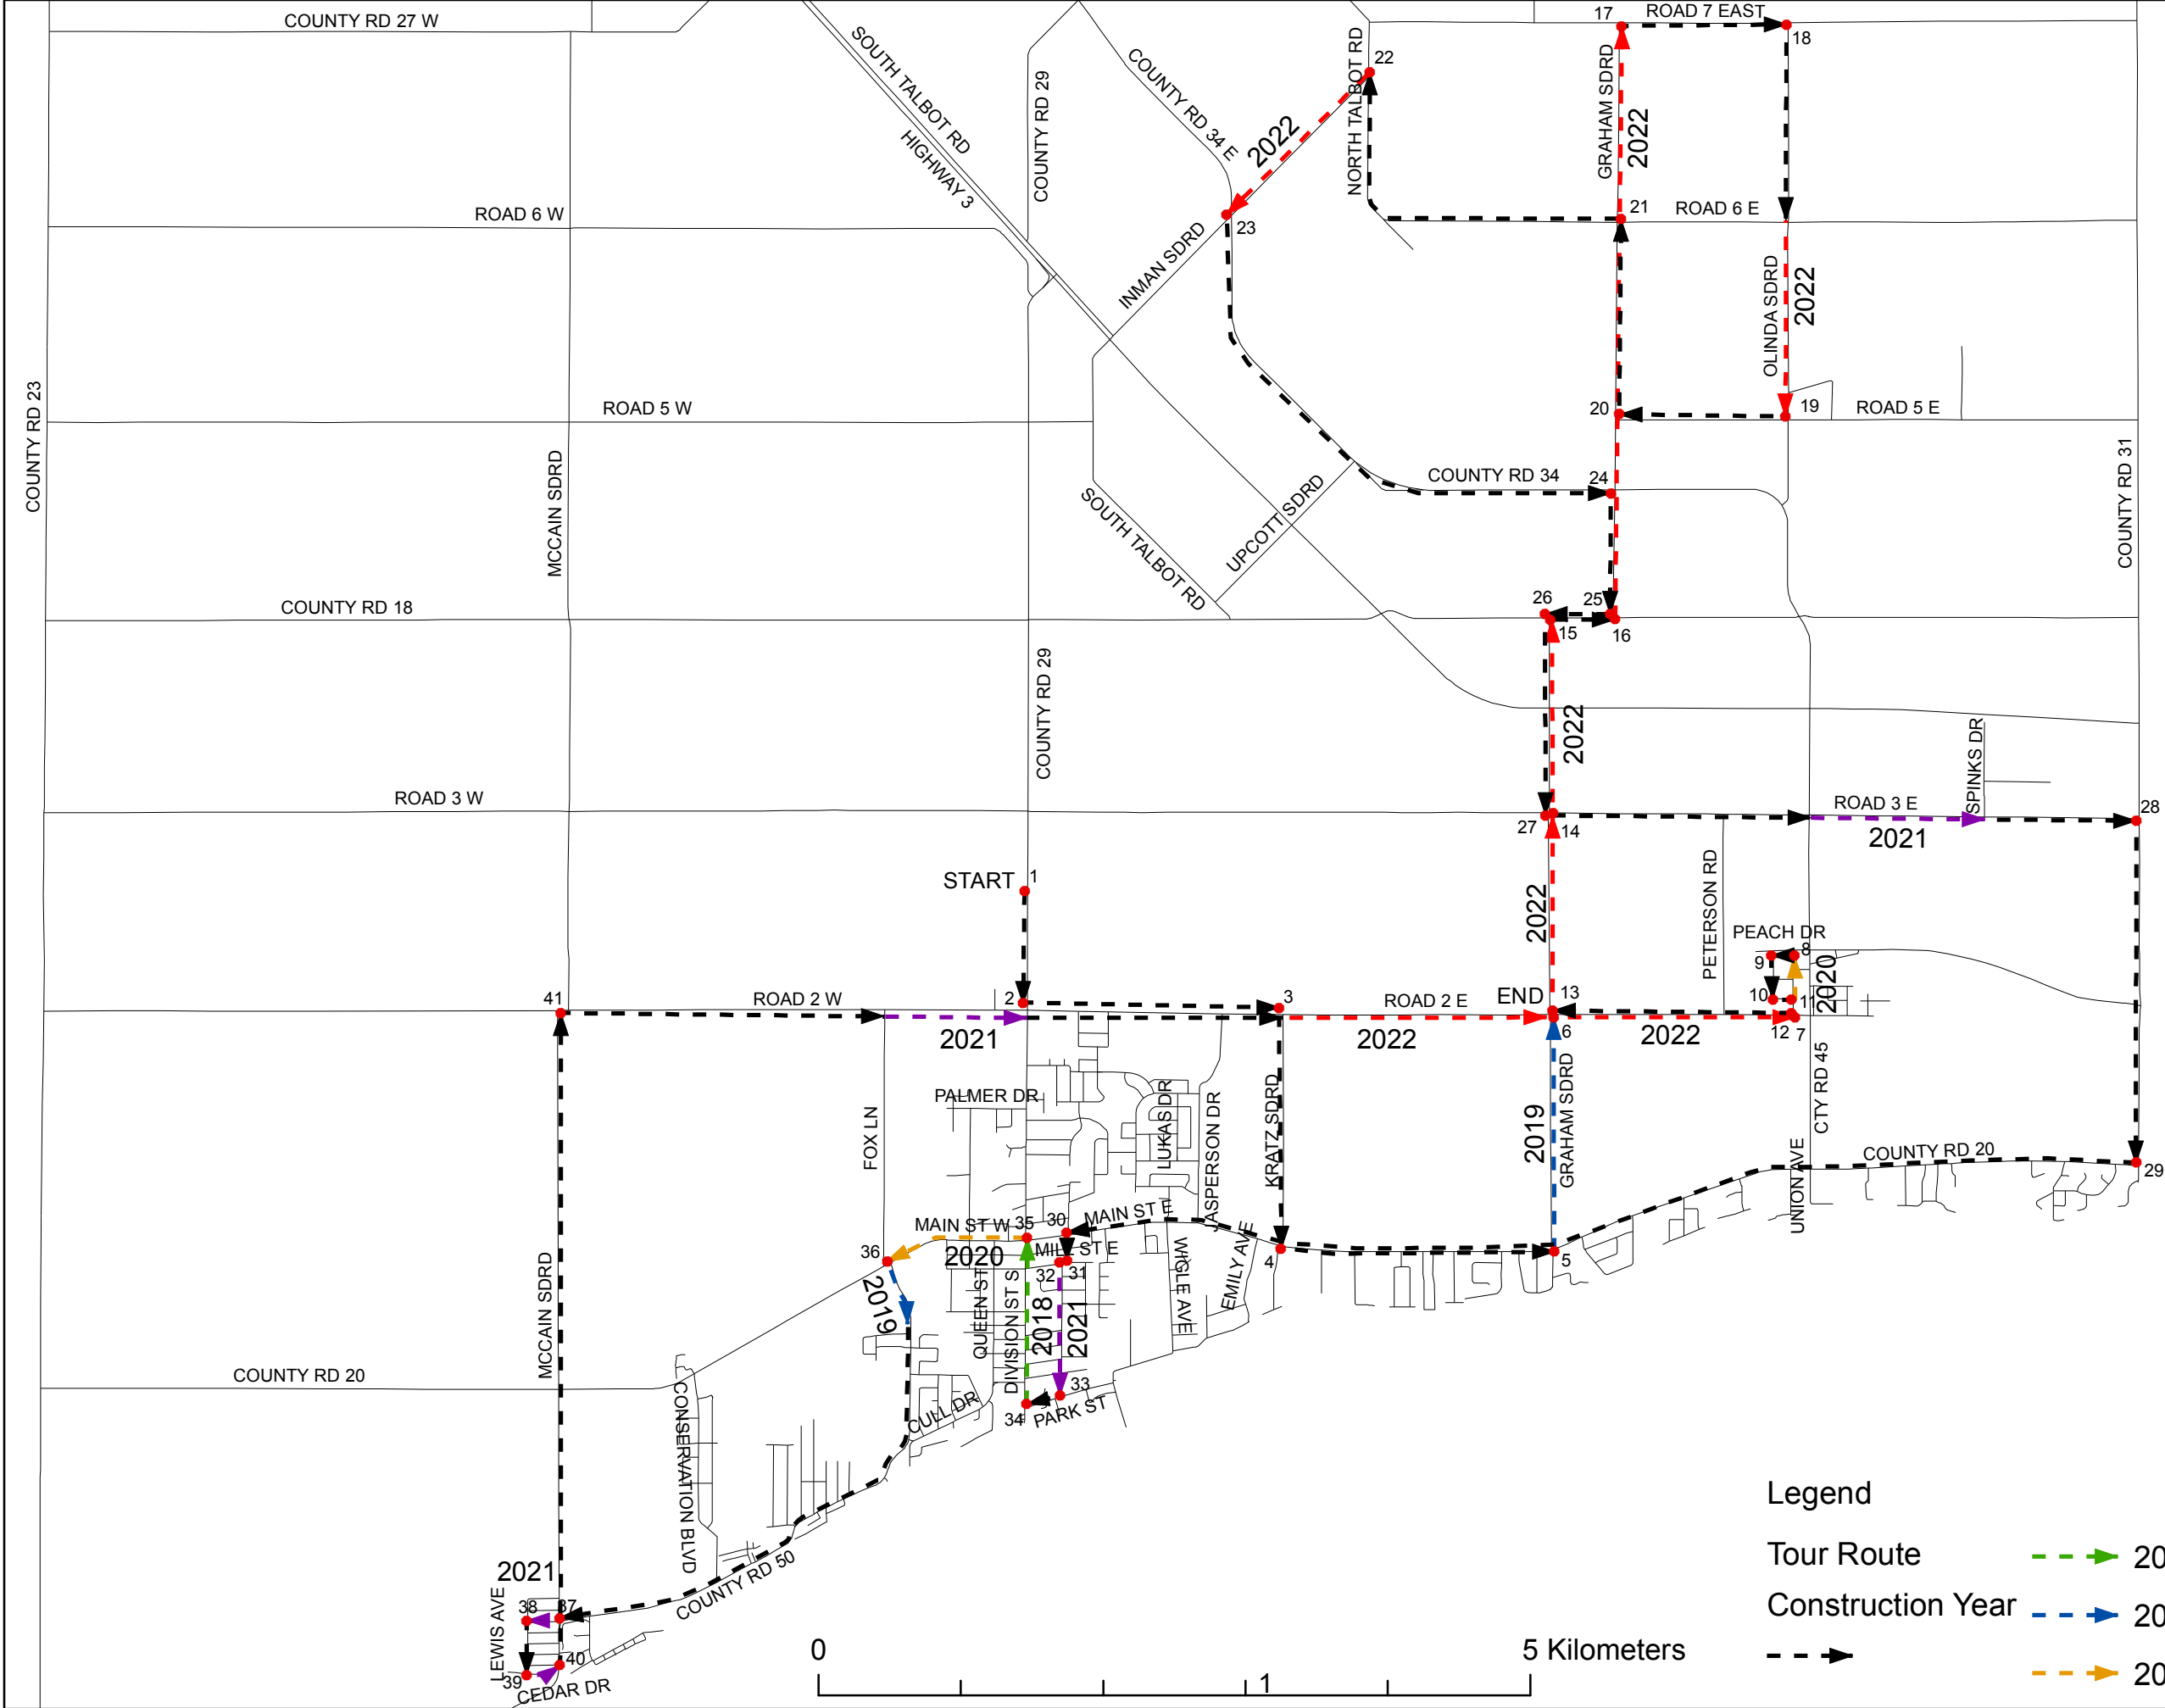 COUNTY RD 27 W
17
ROAD 7 EAST
18
SOUTH TALBOT RD
COUNTY RD 34 E
NORTH TALBOT RD
22
GRAHAM SDRD
2022
COUNTY RD 29
HIGHWAY 3
2022
ROAD 6 W
23
21
ROAD 6 E
INMAN SDRD
OLINDA SDRD
2022
COUNTY RD 23
ROAD 5 W
20
19
ROAD 5 E
MCCAIN SDRD
COUNTY RD 31
COUNTY RD 34
24
SOUTH TALBOT RD
UPCOTT SDRD
COUNTY RD 18
26
25
15
16
COUNTY RD 29
2022
SPINKS DR
ROAD 3 W
ROAD 3 E
28
27
14
2021
START
1
2022
PETERSON RD
PEACH DR
8
9
2020
41
ROAD 2 W
2
3
ROAD 2 E
END
13
10
11
2021
2022
6
2022
12
7
PALMER DR
FOX LN
LUKAS DR
JASPERSON DR
KRATZ SDRD
2019
GRAHAM SDRD
CTY RD 45
UNION AVE
COUNTY RD 20
29
MAIN ST W
35
30
MAIN ST E
36
2020
MILL ST E
32
31
4
5
2019
QUEEN ST
DIVISION ST S
2018
2021
WIGLE AVE
EMILY AVE
MCCAIN SDRD
COUNTY RD 20
33
34
PARK ST
CULL DR
CONSERVATION BLVD
COUNTY RD 50
2021
LEWIS AVE
38
37
39
40
CEDAR DR
Legend
Tour Route
20
Construction Year
20
20
0
5 Kilometers
1